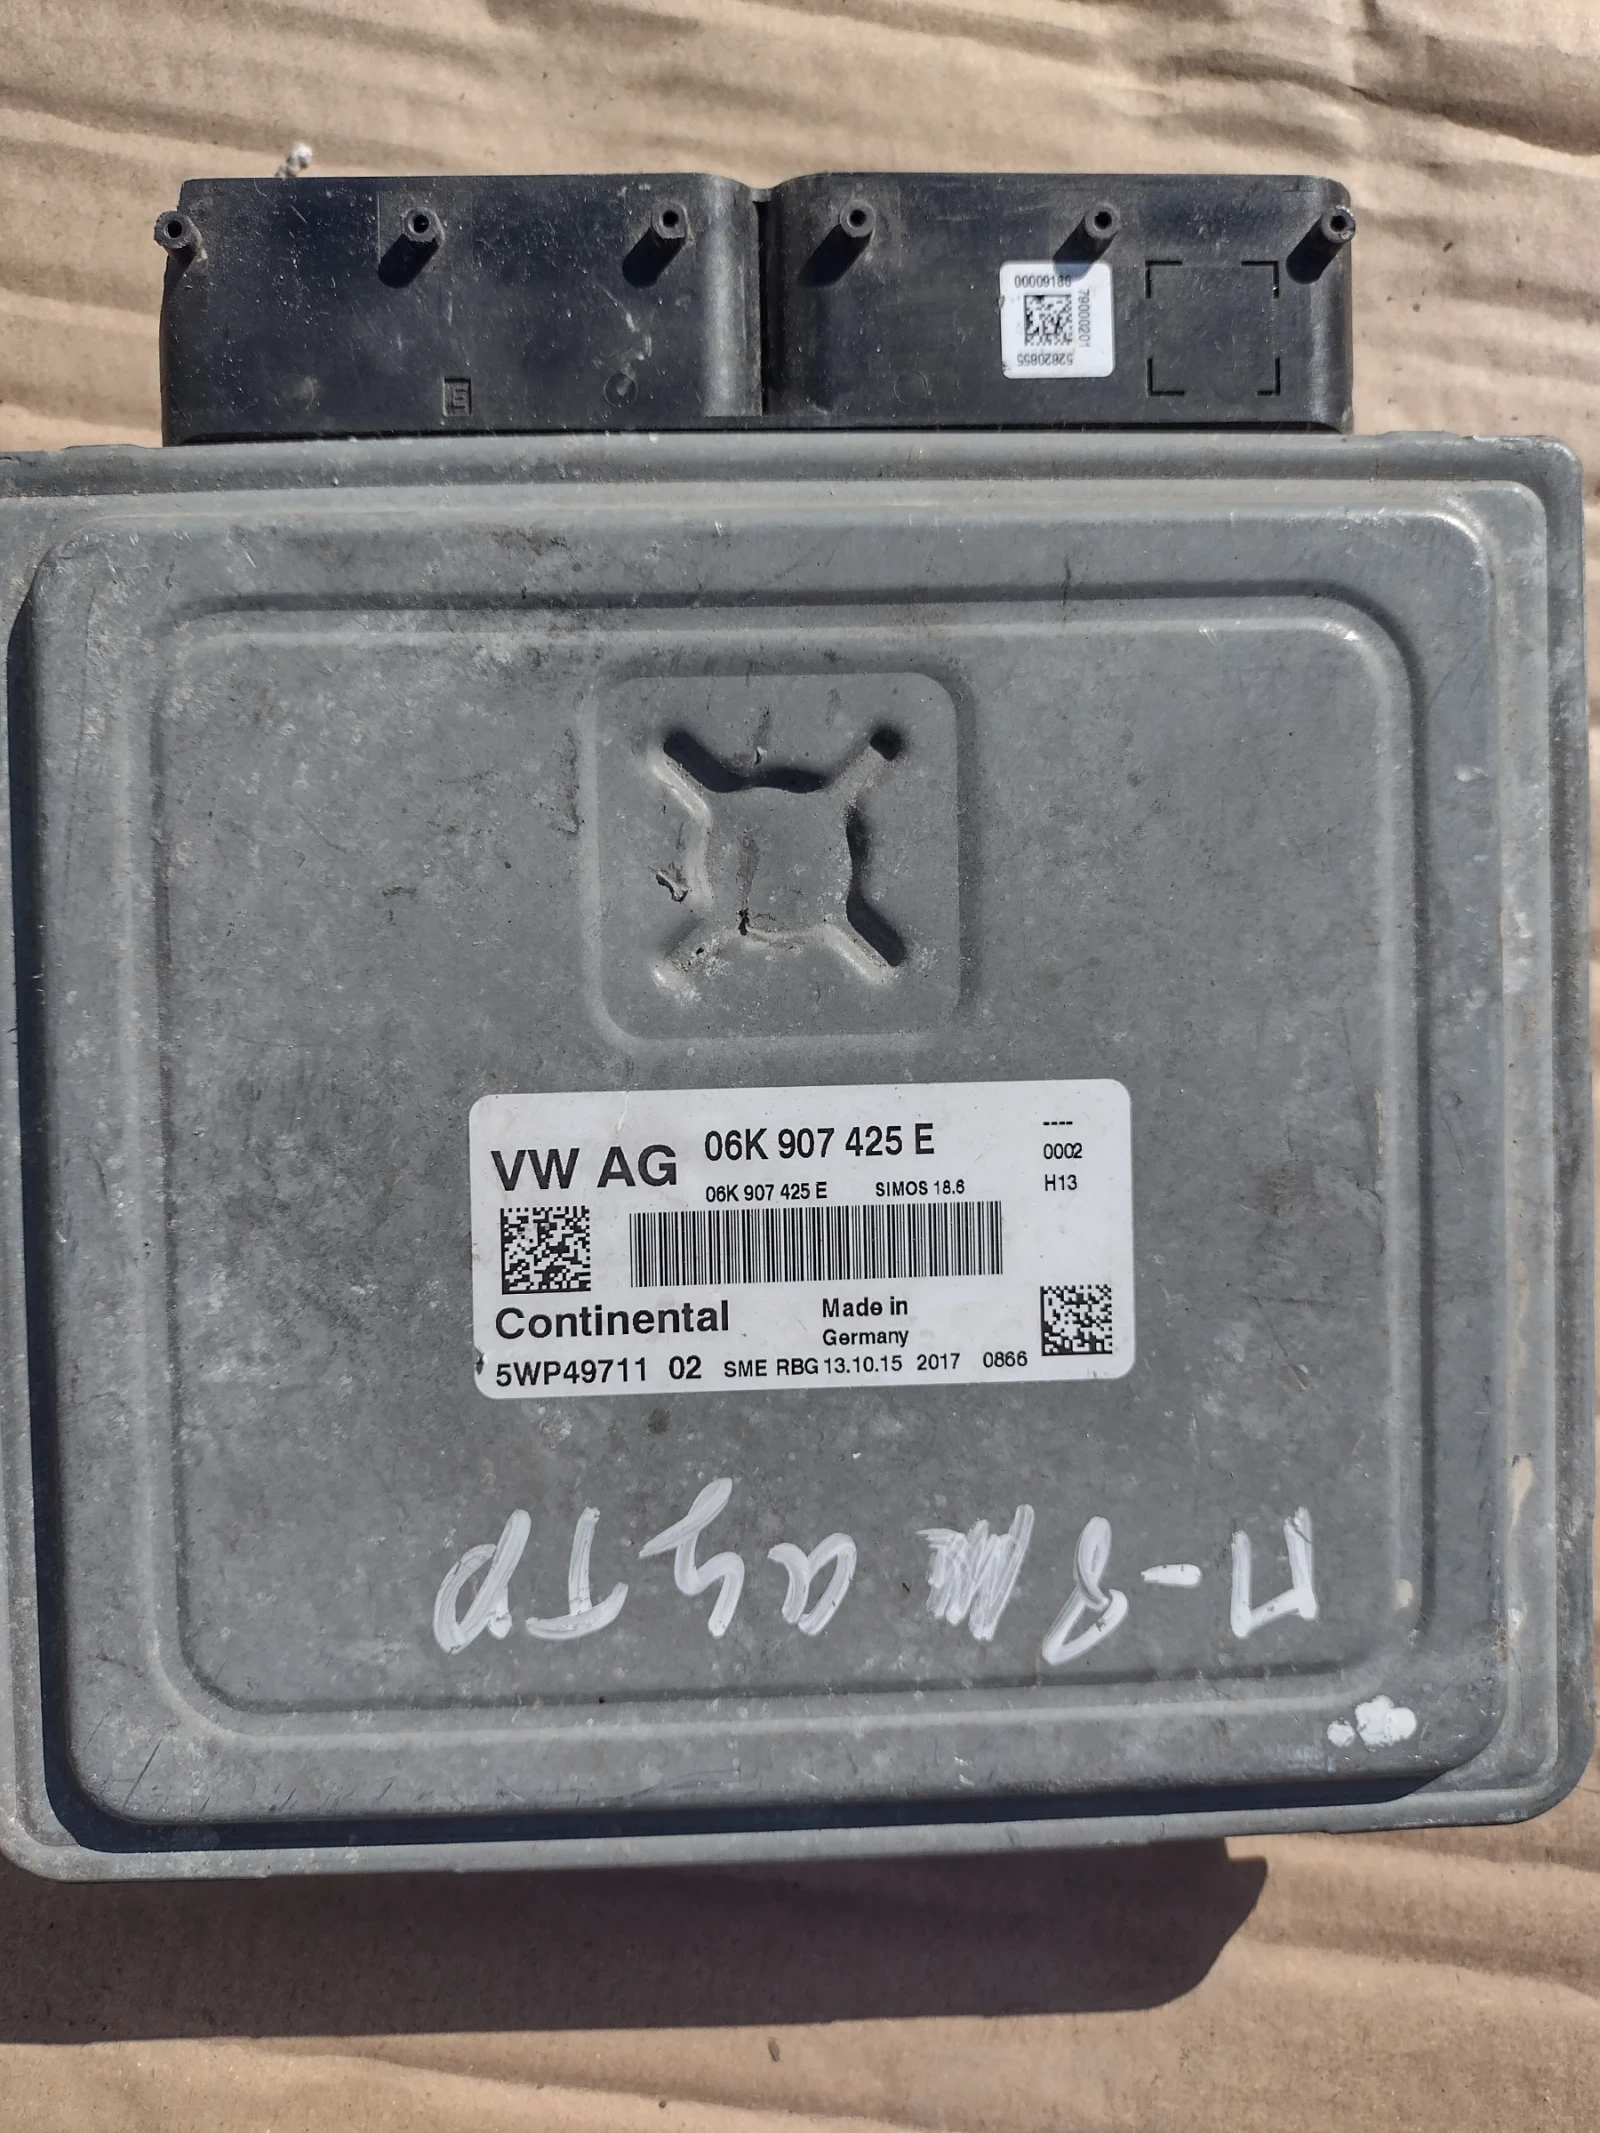 00009186
79000201
52820855
VW AG 06K 907 425 E
----
06K 907 425 E SIMOS 18.6
0002
H13
Continental
Made in
Germany
5WP49711 02 SME RBG 13.10.15 2017 0866
П-8